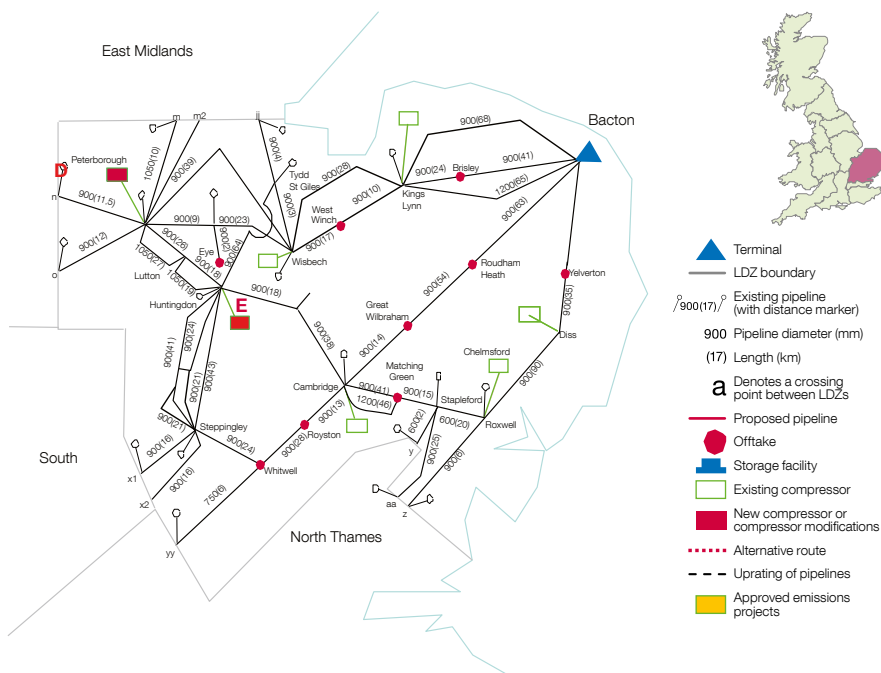 East Midlands
Bacton
m
m2
jj
D
Peterborough
n
1050(10)
900(39)
900(4)
900(3)
Tydd
St Giles
900(28)
900(10)
900(68)
900(24)
Brisley
900(41)
1200(65)
900(63)
Kings
Lynn
900(11.5)
900(12)
o
900(9)
900(23)
West
Winch
900(17)
Wisbech
900(26)
1050(27)
Lutton
900(18)
1050(19)
Eye
900(64)
Huntingdon
E
900(18)
Roudham
Heath
Yelverton
900(54)
900(35)
Great
Wilbraham
900(14)
Diss
900(38)
900(41)
900(24)
900(21)
900(43)
900(21)
Cambridge
Matching
Green
Chelmsford
900(90)
900(41)
900(15)
1200(46)
Stapleford
600(2)
600(20)
Roxwell
900(13)
Royston
900(28)
Steppingley
900(24)
Whitwell
900(16)
900(16)
750(6)
y
900(25)
900(6)
aa
z
South
x1
x2
yy
North Thames
Terminal
LDZ boundary
900(17) Existing pipeline
(with distance marker)
900 Pipeline diameter (mm)
(17) Length (km)
a Denotes a crossing
point between LDZs
Proposed pipeline
Offtake
Storage facility
Existing compressor
New compressor or
compressor modifications
Alternative route
Uprating of pipelines
Approved emissions
projects